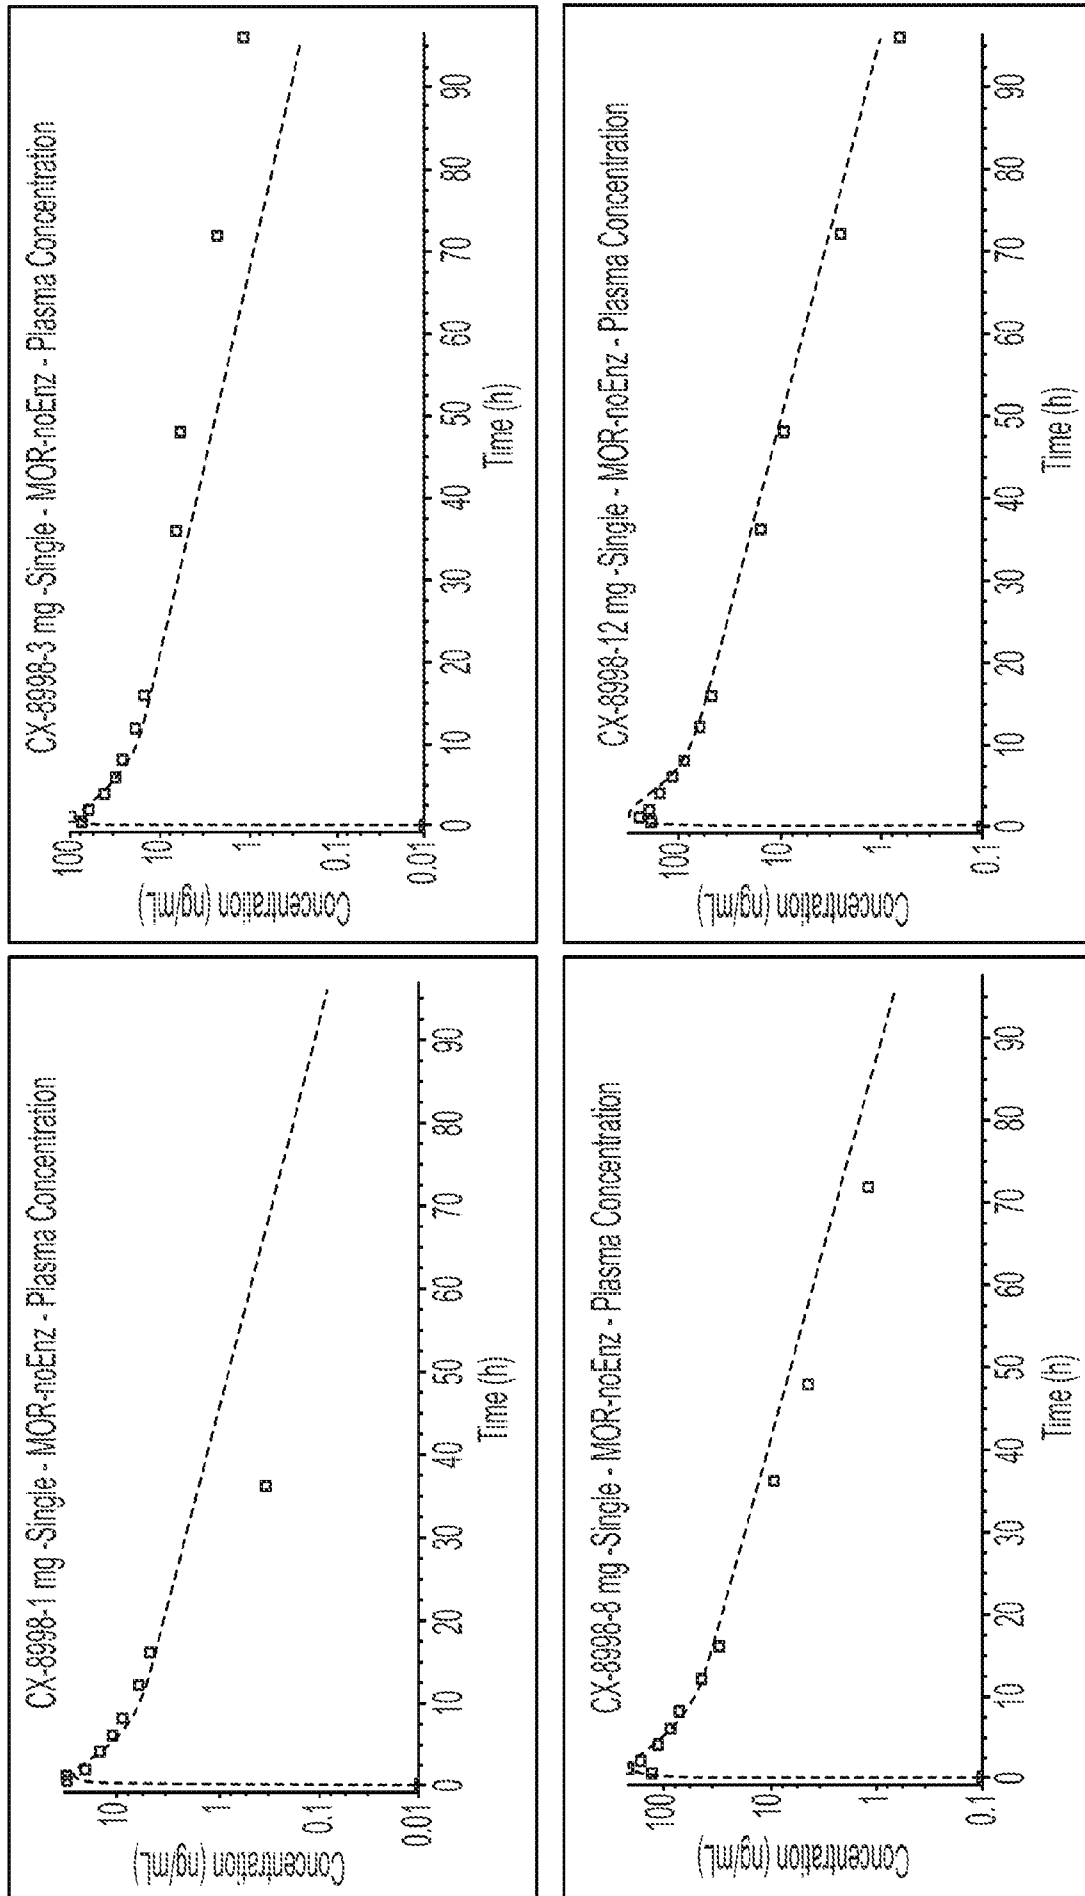 CX-8998-1 mg -Single - MOR-noEnz - Plasma Concentration
Concentration (ng/mL)
10
1
0.1
0.01
0 10 20 30 40 50 60 70 80 90
Time (h)
CX-8998-3 mg -Single - MOR-noEnz - Plasma Concentration
Concentration (ng/mL)
100
10
1
0.1
0.01
0 10 20 30 40 50 60 70 80 90
Time (h)
CX-8998-8 mg -Single - MOR-noEnz - Plasma Concentration
Concentration (ng/mL)
100
10
1
0.1
0 10 20 30 40 50 60 70 80 90
Time (h)
CX-8998-12 mg -Single - MOR-noEnz - Plasma Concentration
Concentration (ng/mL)
100
10
1
0.1
0 10 20 30 40 50 60 70 80 90
Time (h)